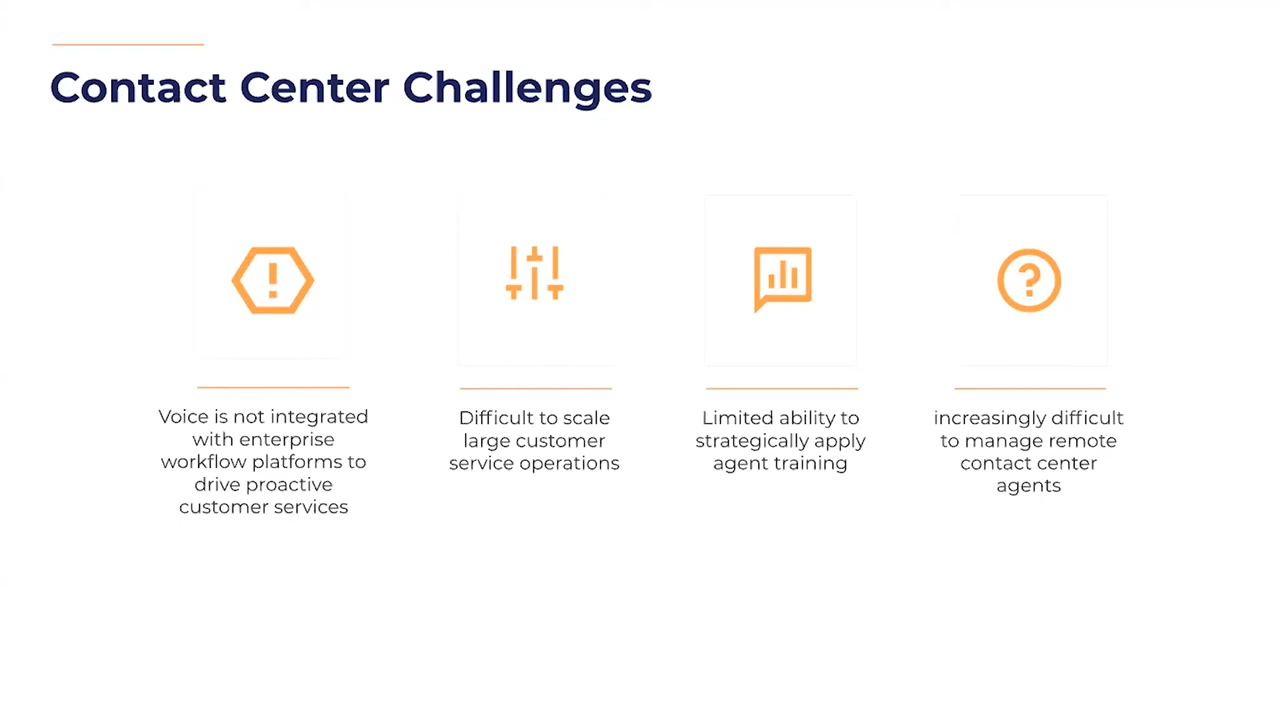 Contact Center Challenges
Voice is not integrated
with enterprise
workflow platforms to
drive proactive
customer services
Difficult to scale
large customer
service operations
Limited ability to
strategically apply
agent training
increasingly difficult
to manage remote
contact center
agents